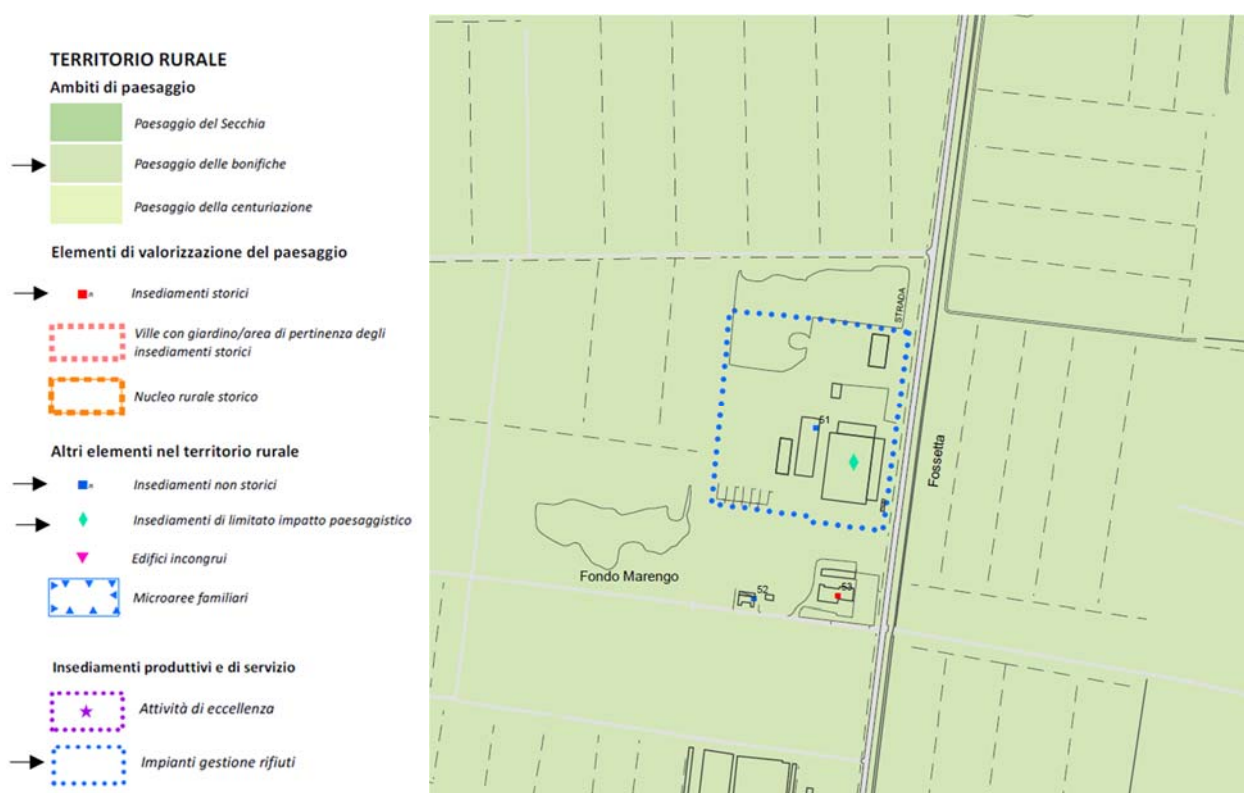 TERRITORIO RURALE
Ambiti di paesaggio
Paesaggio del Secchia
Paesaggio delle bonifiche
Paesaggio della centuriazione
Elementi di valorizzazione del paesaggio
Insediamenti storici
Ville con giardino/area di pertinenza degli
insediamenti storici
Nucleo rurale storico
Altri elementi nel territorio rurale
Insediamenti non storici
Insediamenti di limitato impatto paesaggistico
Edifici incongrui
Microaree familiari
Insediamenti produttivi e di servizio
Attività di eccellenza
Impianti gestione rifiuti
STRADA
51
Fossetta
Fondo Marengo
52
53